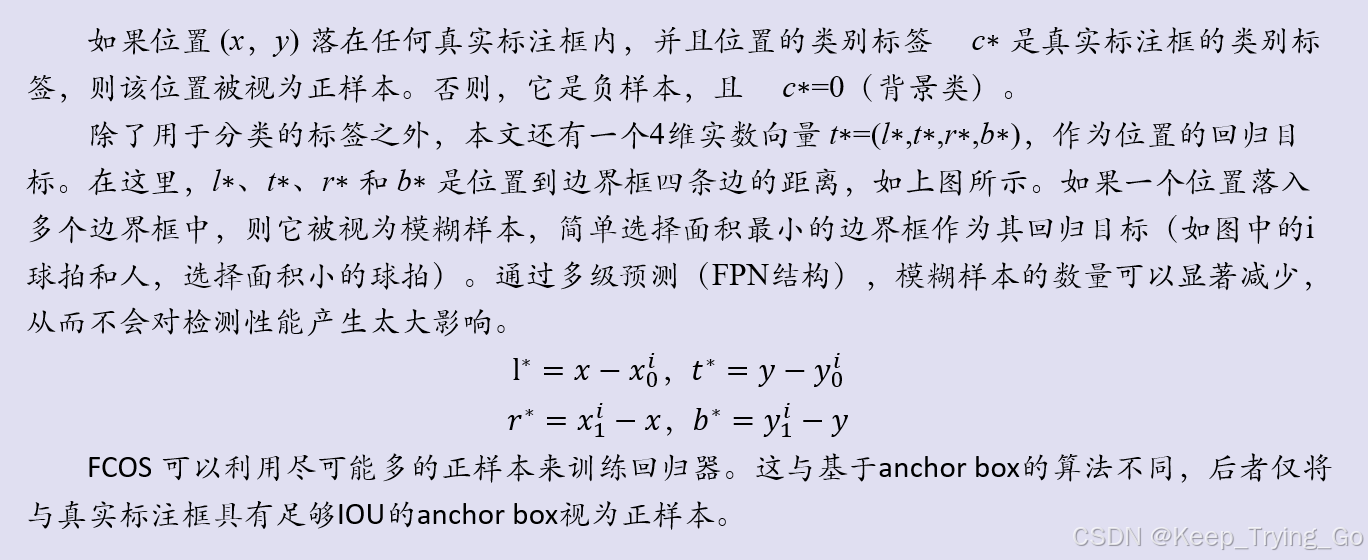 如果位置 (x，y) 落在任何真实标注框内，并且位置的类别标签 c* 是真实标注框的类别标
签，则该位置被视为正样本。否则，它是负样本，且 c*=0（背景类）。
除了用于分类的标签之外，本文还有一个4维实数向量 t*=(l*,t*,r*,b*)，作为位置的回归目
标。在这里，l*、t*、r* 和 b* 是位置到边界框四条边的距离，如上图所示。如果一个位置落入
多个边界框中，则它被视为模糊样本，简单选择面积最小的边界框作为其回归目标（如图中的i
球拍和人，选择面积小的球拍）。通过多级预测（FPN结构），模糊样本的数量可以显著减少，
从而不会对检测性能产生太大影响。
l* = x − x₀ⁱ, t* = y − y₀ⁱ
r* = x₁ⁱ − x, b* = y₁ⁱ − y
FCOS 可以利用尽可能多的正样本来训练回归器。这与基于anchor box的算法不同，后者仅将
与真实标注框具有足够IOU的anchor box视为正样本。
CSDN @Keep_Trying_Go